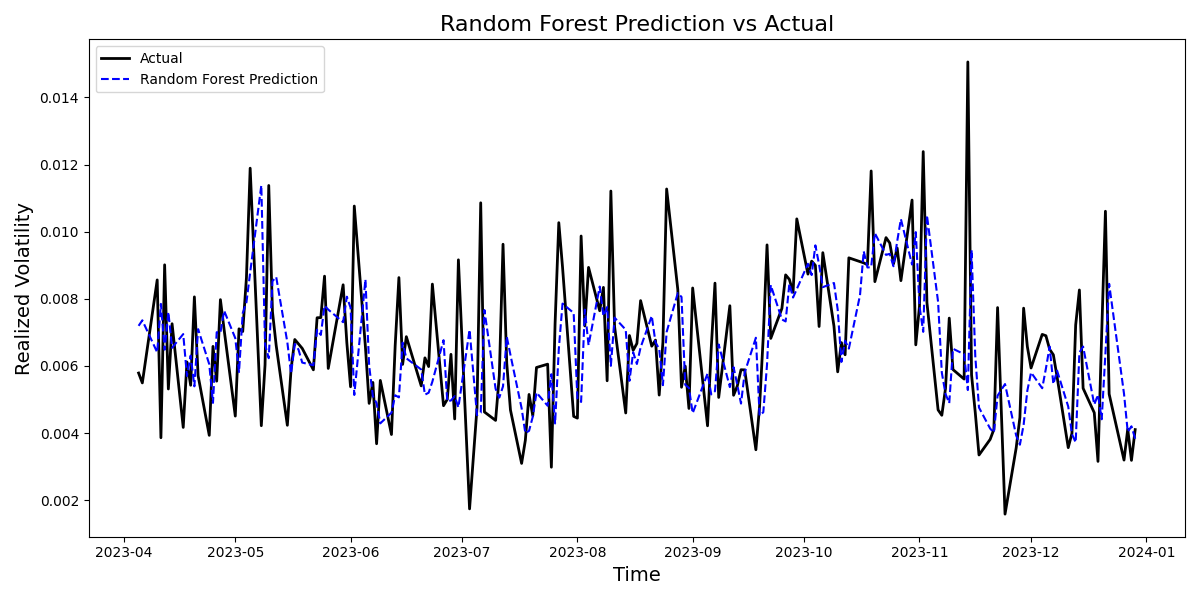 Random Forest Prediction vs Actual
Actual
Random Forest Prediction
Realized Volatility
0.014
0.012
0.010
0.008
0.006
0.004
0.002
2023-04 2023-05 2023-06 2023-07 2023-08 2023-09 2023-10 2023-11 2023-12 2024-01
Time